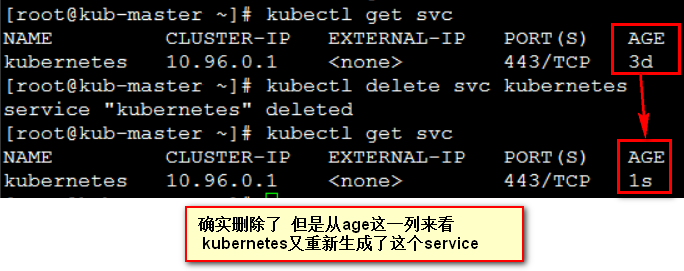 [root@kub-master ~]# kubectl get svc
NAME CLUSTER-IP EXTERNAL-IP PORT(S) AGE
kubernetes 10.96.0.1 <none> 443/TCP 3d
[root@kub-master ~]# kubectl delete svc kubernetes
service "kubernetes" deleted
[root@kub-master ~]# kubectl get svc
NAME CLUSTER-IP EXTERNAL-IP PORT(S) AGE
kubernetes 10.96.0.1 <none> 443/TCP 1s
确实删除了 但是从age这一列来看
kubernetes又重新生成了这个service